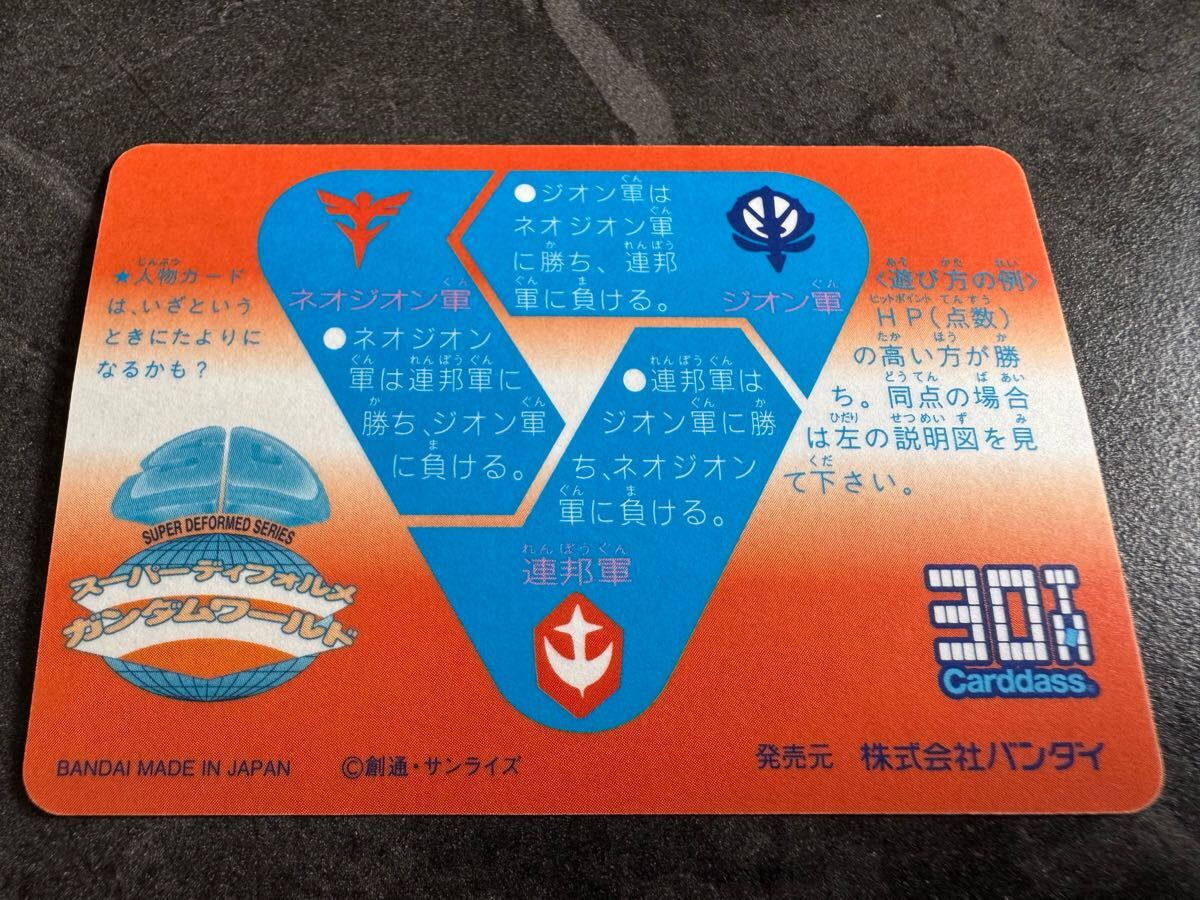 ●ジオン軍は
ネオジオン軍
に勝ち、連邦
軍に負ける。
ネオジオン軍
ジオン軍
★人物カード
は、いざという
ときにたよりに
なるかも?
●ネオジオン
軍は連邦軍に
勝ち、ジオン軍
に負ける。
●連邦軍は
ジオン軍に勝
ち、ネオジオン
軍に負ける。
連邦軍
<遊び方の例>
HP(点数)
の高い方が勝
ち。同点の場合
は左の説明図を見
て下さい。
SUPER DEFORMED SERIES
スーパーディフォルメ
ガンダムワールド
30th
Carddass®
BANDAI MADE IN JAPAN ©創通・サンライズ
発売元 株式会社バンダイ